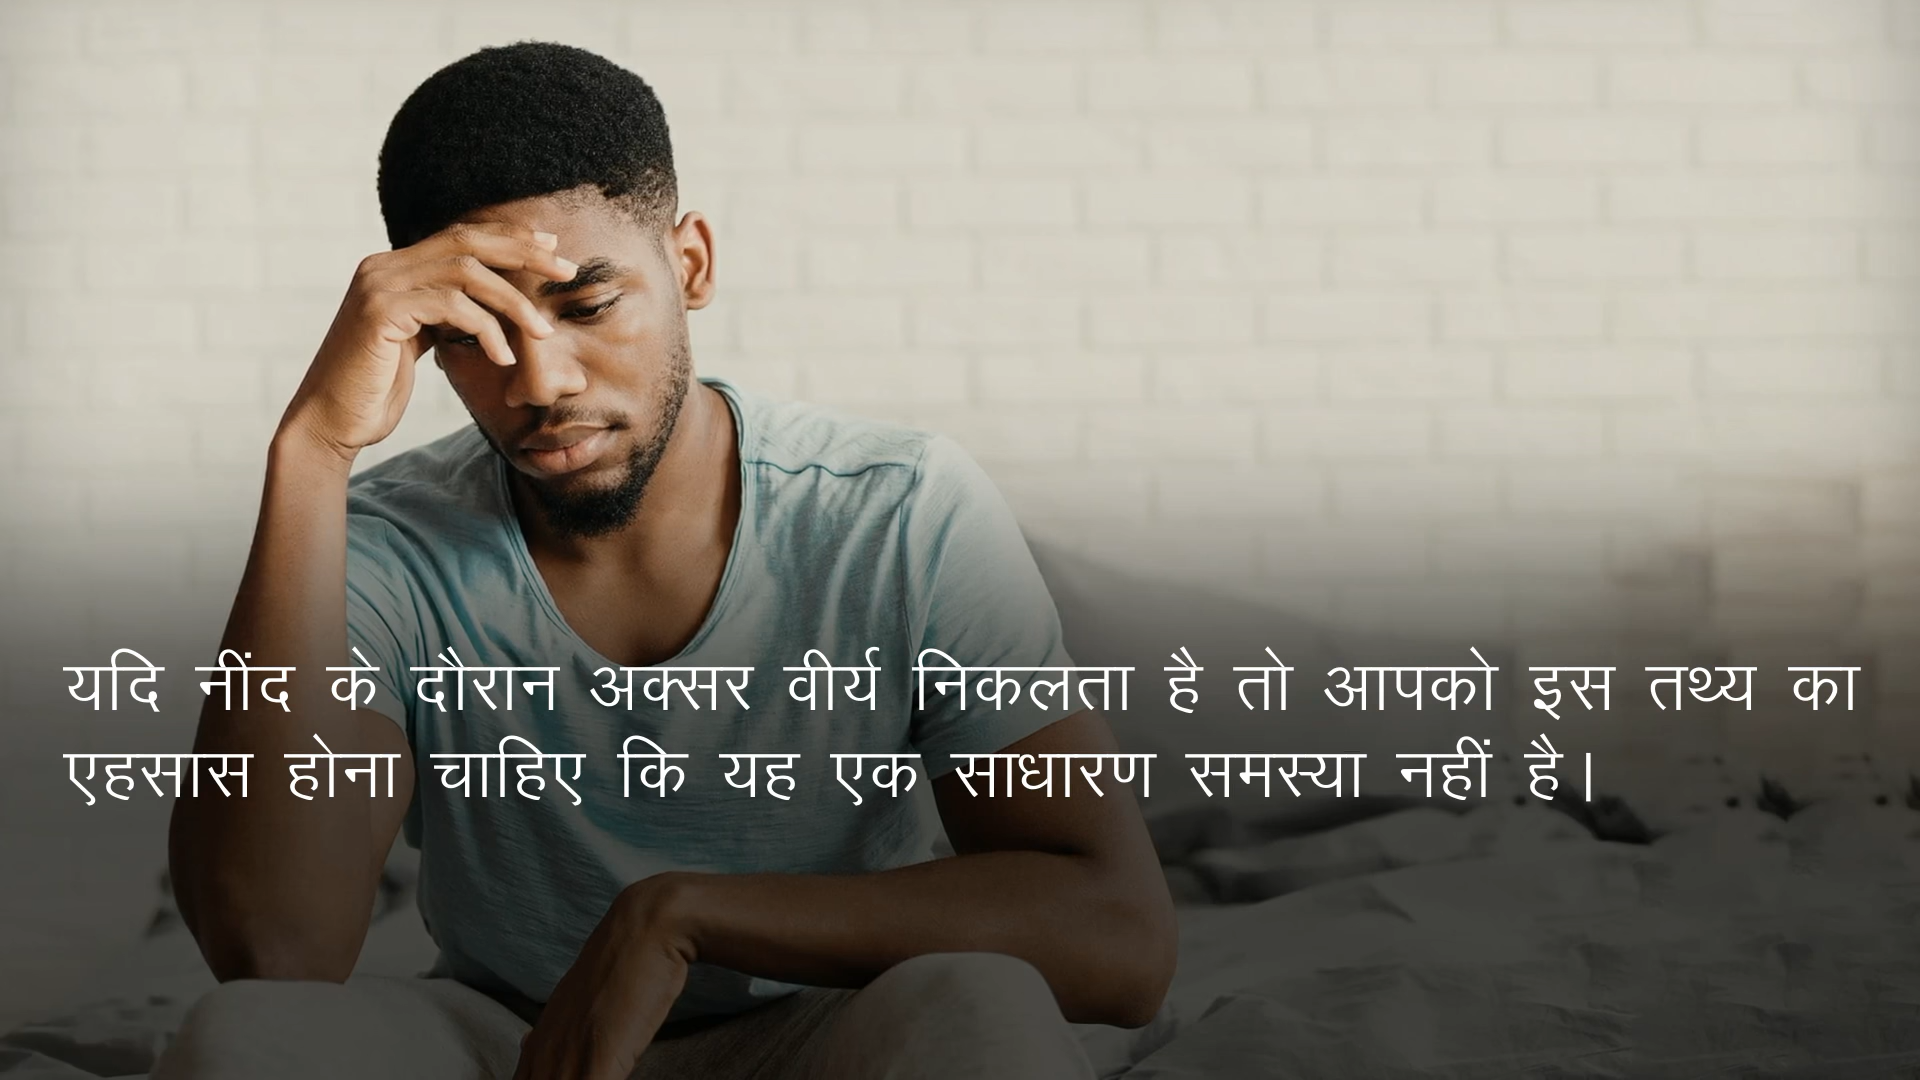 यदि नींद के दौरान अक्सर वीर्य निकलता है तो आपको इस तथ्य का
एहसास होना चाहिए कि यह एक साधारण समस्या नहीं है।